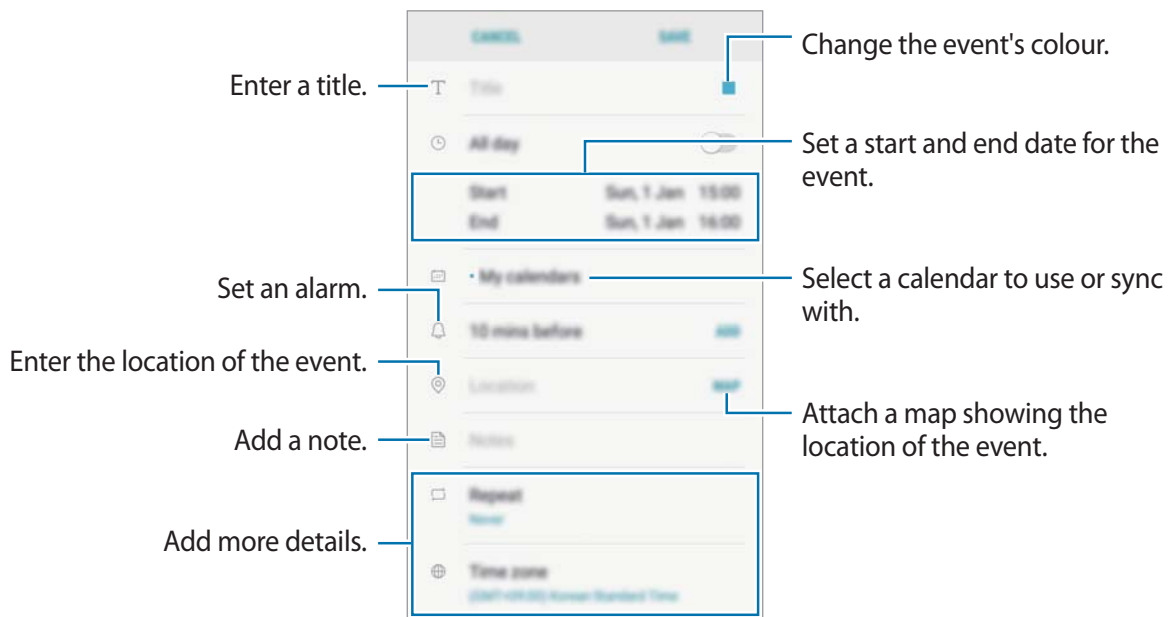 CANCEL SAVE
Change the event's colour.
Enter a title.
Title
All day
Set a start and end date for the
event.
Start Sun, 1 Jan 15:00
End Sun, 1 Jan 16:00
My calendars
Select a calendar to use or sync
with.
Set an alarm.
10 mins before ADD
Enter the location of the event.
Location MAP
Attach a map showing the
location of the event.
Add a note.
Notes
Repeat
Never
Add more details.
Time zone
(GMT+09:00) Korean Standard Time